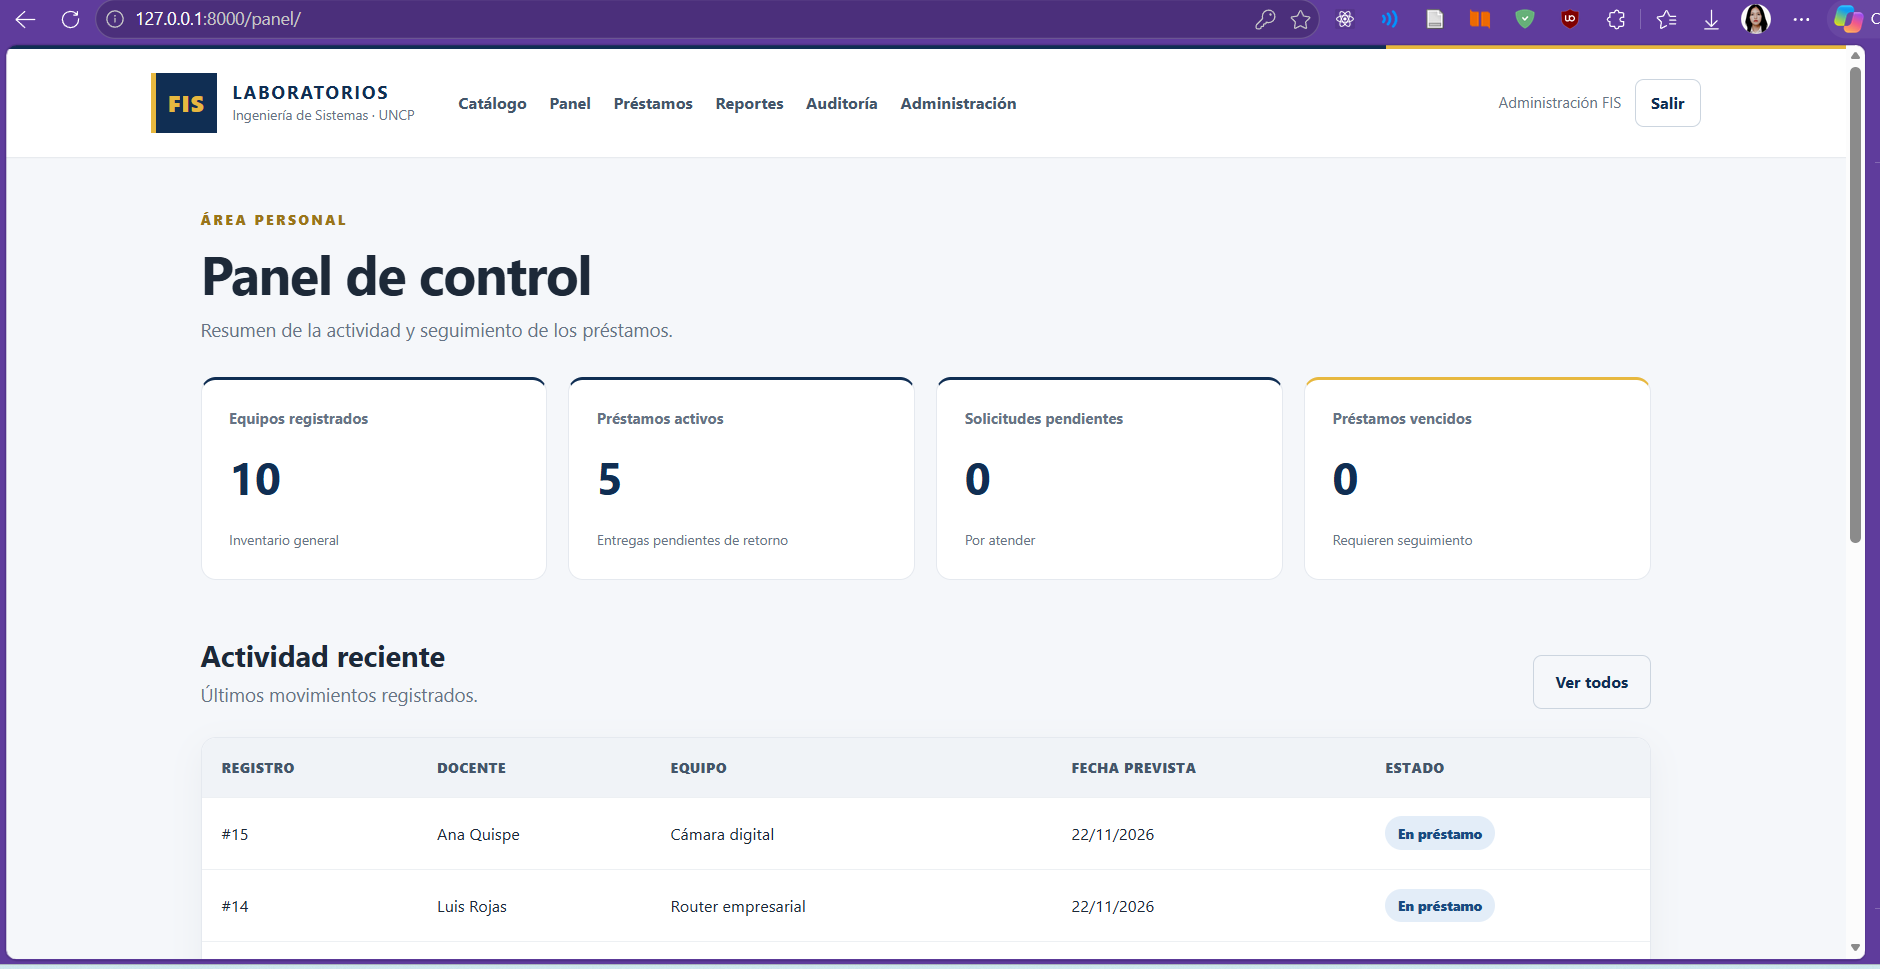 127.0.0.1:8000/panel/
FIS
LABORATORIOS
Ingeniería de Sistemas · UNCP
Catálogo Panel Préstamos Reportes Auditoría Administración
Administración FIS
Salir
ÁREA PERSONAL
Panel de control
Resumen de la actividad y seguimiento de los préstamos.
Equipos registrados
10
Inventario general
Préstamos activos
5
Entregas pendientes de retorno
Solicitudes pendientes
0
Por atender
Préstamos vencidos
0
Requieren seguimiento
Actividad reciente
Últimos movimientos registrados.
Ver todos
REGISTRO DOCENTE EQUIPO FECHA PREVISTA ESTADO
#15 Ana Quispe Cámara digital 22/11/2026 En préstamo
#14 Luis Rojas Router empresarial 22/11/2026 En préstamo